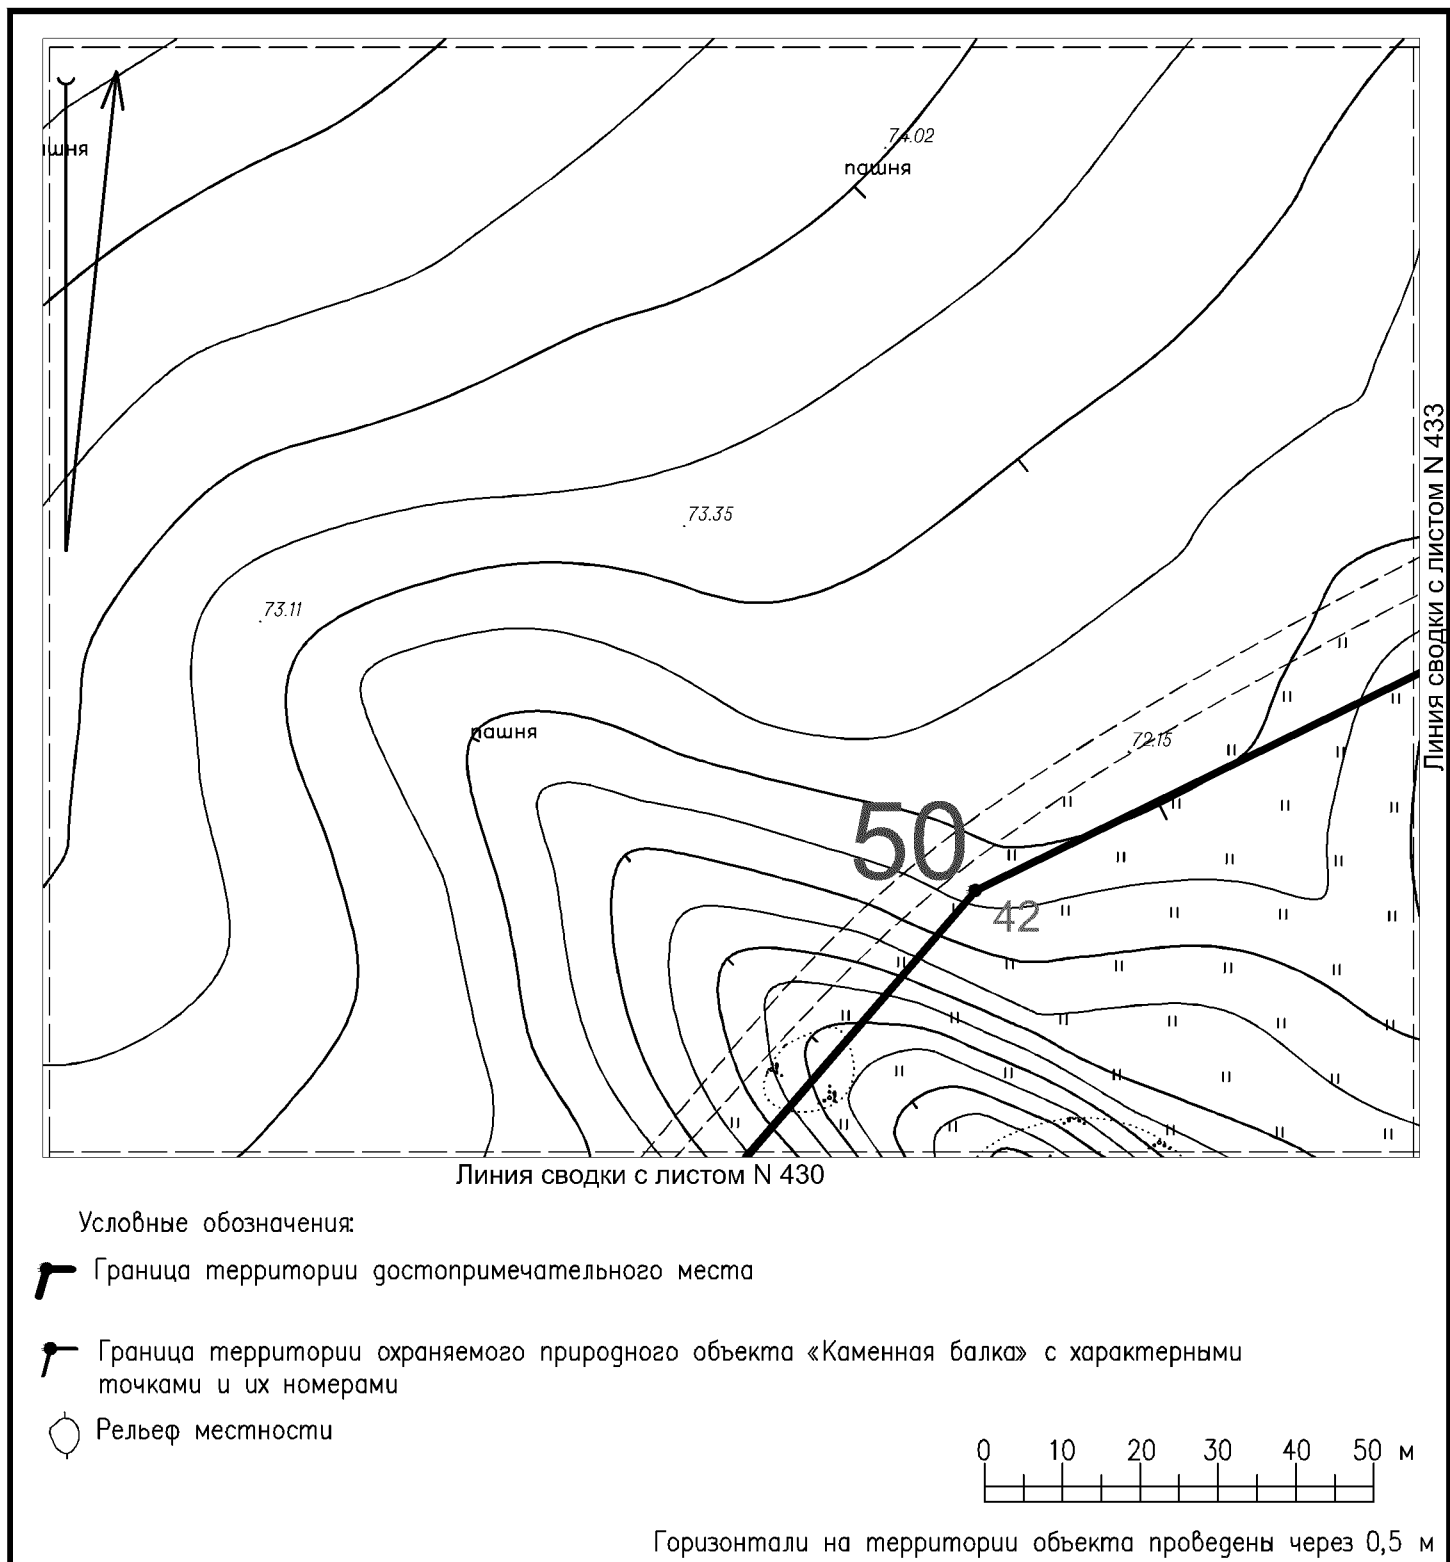 74.02
пашня
шня
73.35
73.11
пашня
72.15
50
42
Линия сводки с листом N 433
Линия сводки с листом N 430
Условные обозначения:
Граница территории достопримечательного места
Граница территории охраняемого природного объекта «Каменная балка» с характерными
точками и их номерами
Рельеф местности
0 10 20 30 40 50 м
Горизонтали на территории объекта проведены через 0,5 м